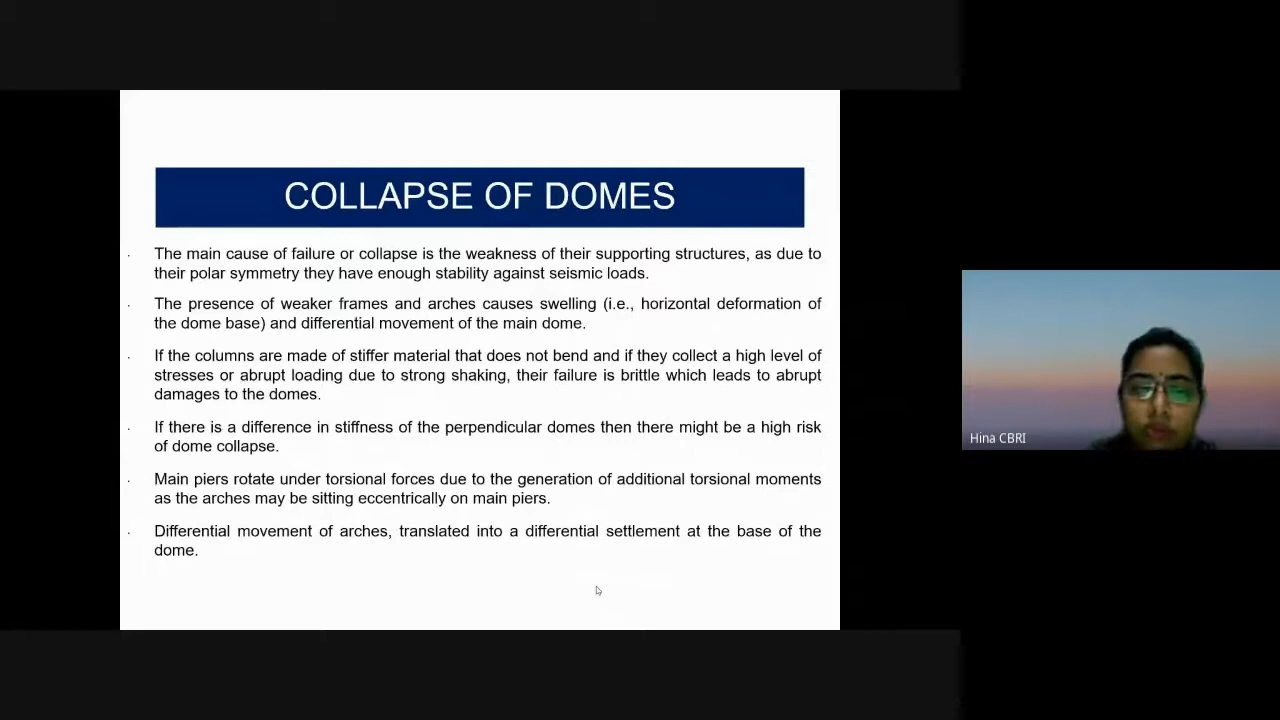 COLLAPSE OF DOMES
· The main cause of failure or collapse is the weakness of their supporting structures, as due to
their polar symmetry they have enough stability against seismic loads.
· The presence of weaker frames and arches causes swelling (i.e., horizontal deformation of
the dome base) and differential movement of the main dome.
· If the columns are made of stiffer material that does not bend and if they collect a high level of
stresses or abrupt loading due to strong shaking, their failure is brittle which leads to abrupt
damages to the domes.
· If there is a difference in stiffness of the perpendicular domes then there might be a high risk
of dome collapse.
· Main piers rotate under torsional forces due to the generation of additional torsional moments
as the arches may be sitting eccentrically on main piers.
· Differential movement of arches, translated into a differential settlement at the base of the
dome.
Hina CBRI